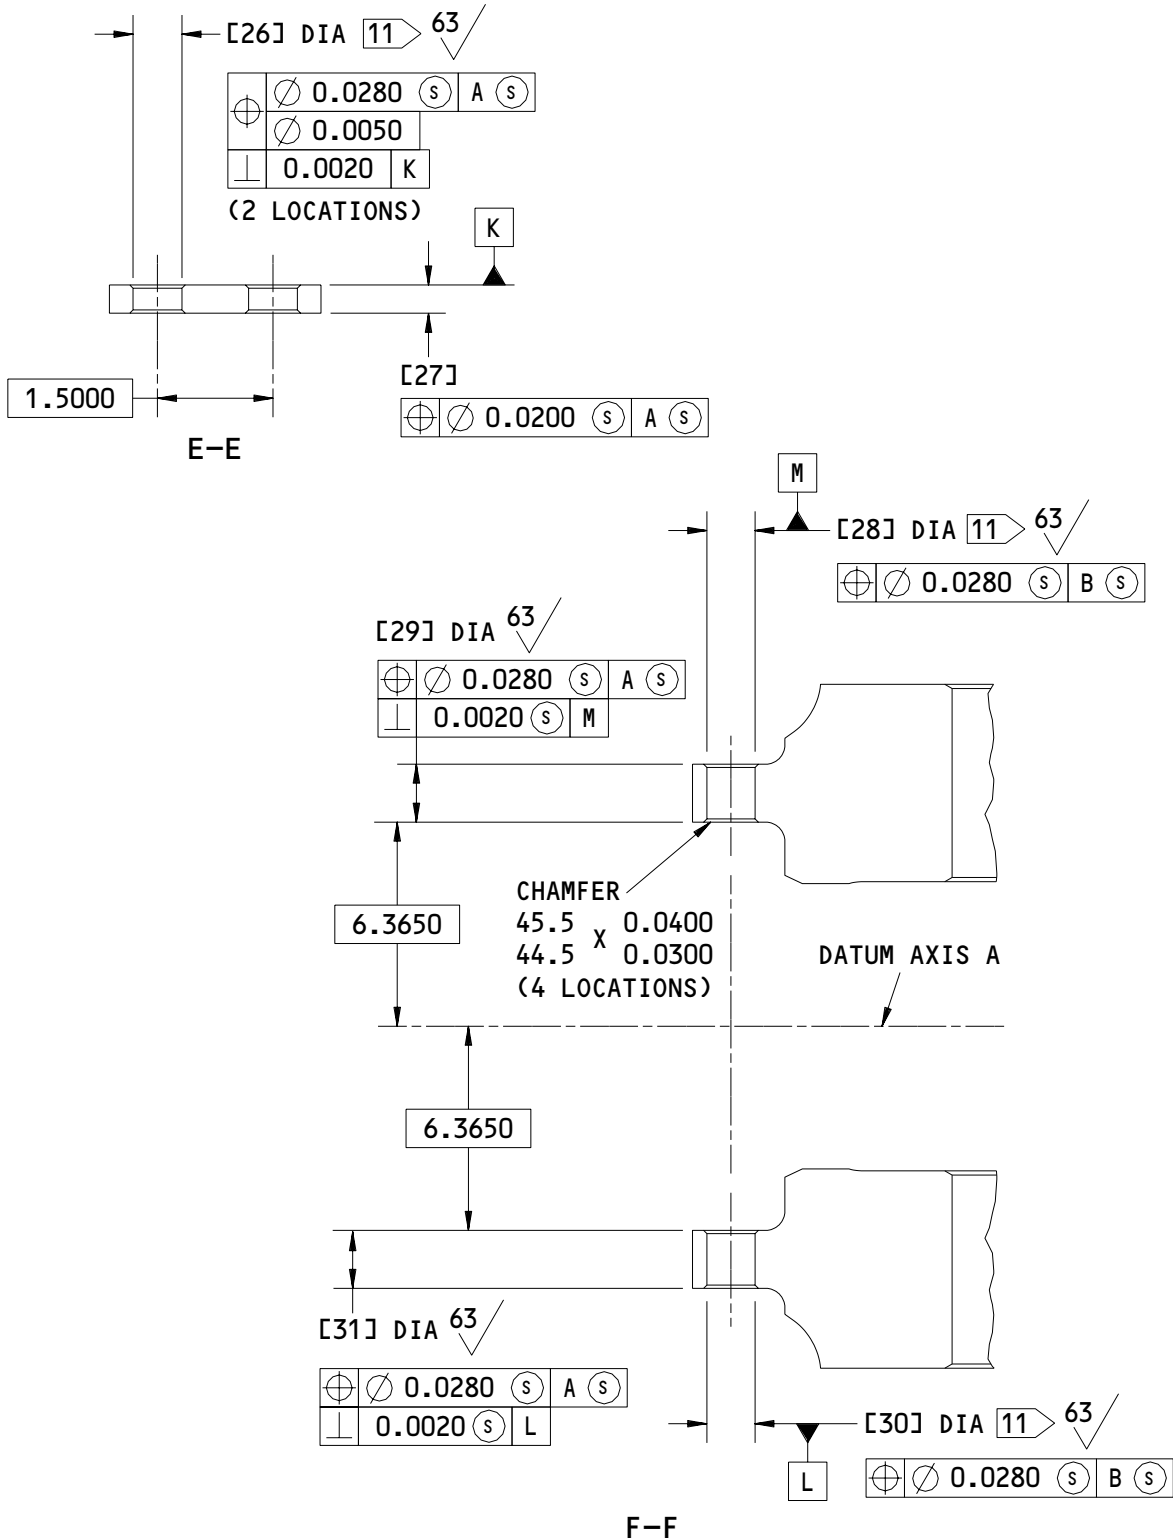 [26] DIA 11 63
⌖ ∅ 0.0280 Ⓢ A Ⓢ
∅ 0.0050
⊥ 0.0020 K
(2 LOCATIONS)
K
[27]
⌖ ∅ 0.0200 Ⓢ A Ⓢ
1.5000
E-E
M
[28] DIA 11 63
⌖ ∅ 0.0280 Ⓢ B Ⓢ
[29] DIA 63
⌖ ∅ 0.0280 Ⓢ A Ⓢ
⊥ 0.0020 Ⓢ M
CHAMFER
45.5 X 0.0400
44.5 0.0300
(4 LOCATIONS)
6.3650
DATUM AXIS A
6.3650
[31] DIA 63
⌖ ∅ 0.0280 Ⓢ A Ⓢ
⊥ 0.0020 Ⓢ L
[30] DIA 11 63
L
⌖ ∅ 0.0280 Ⓢ B Ⓢ
F-F